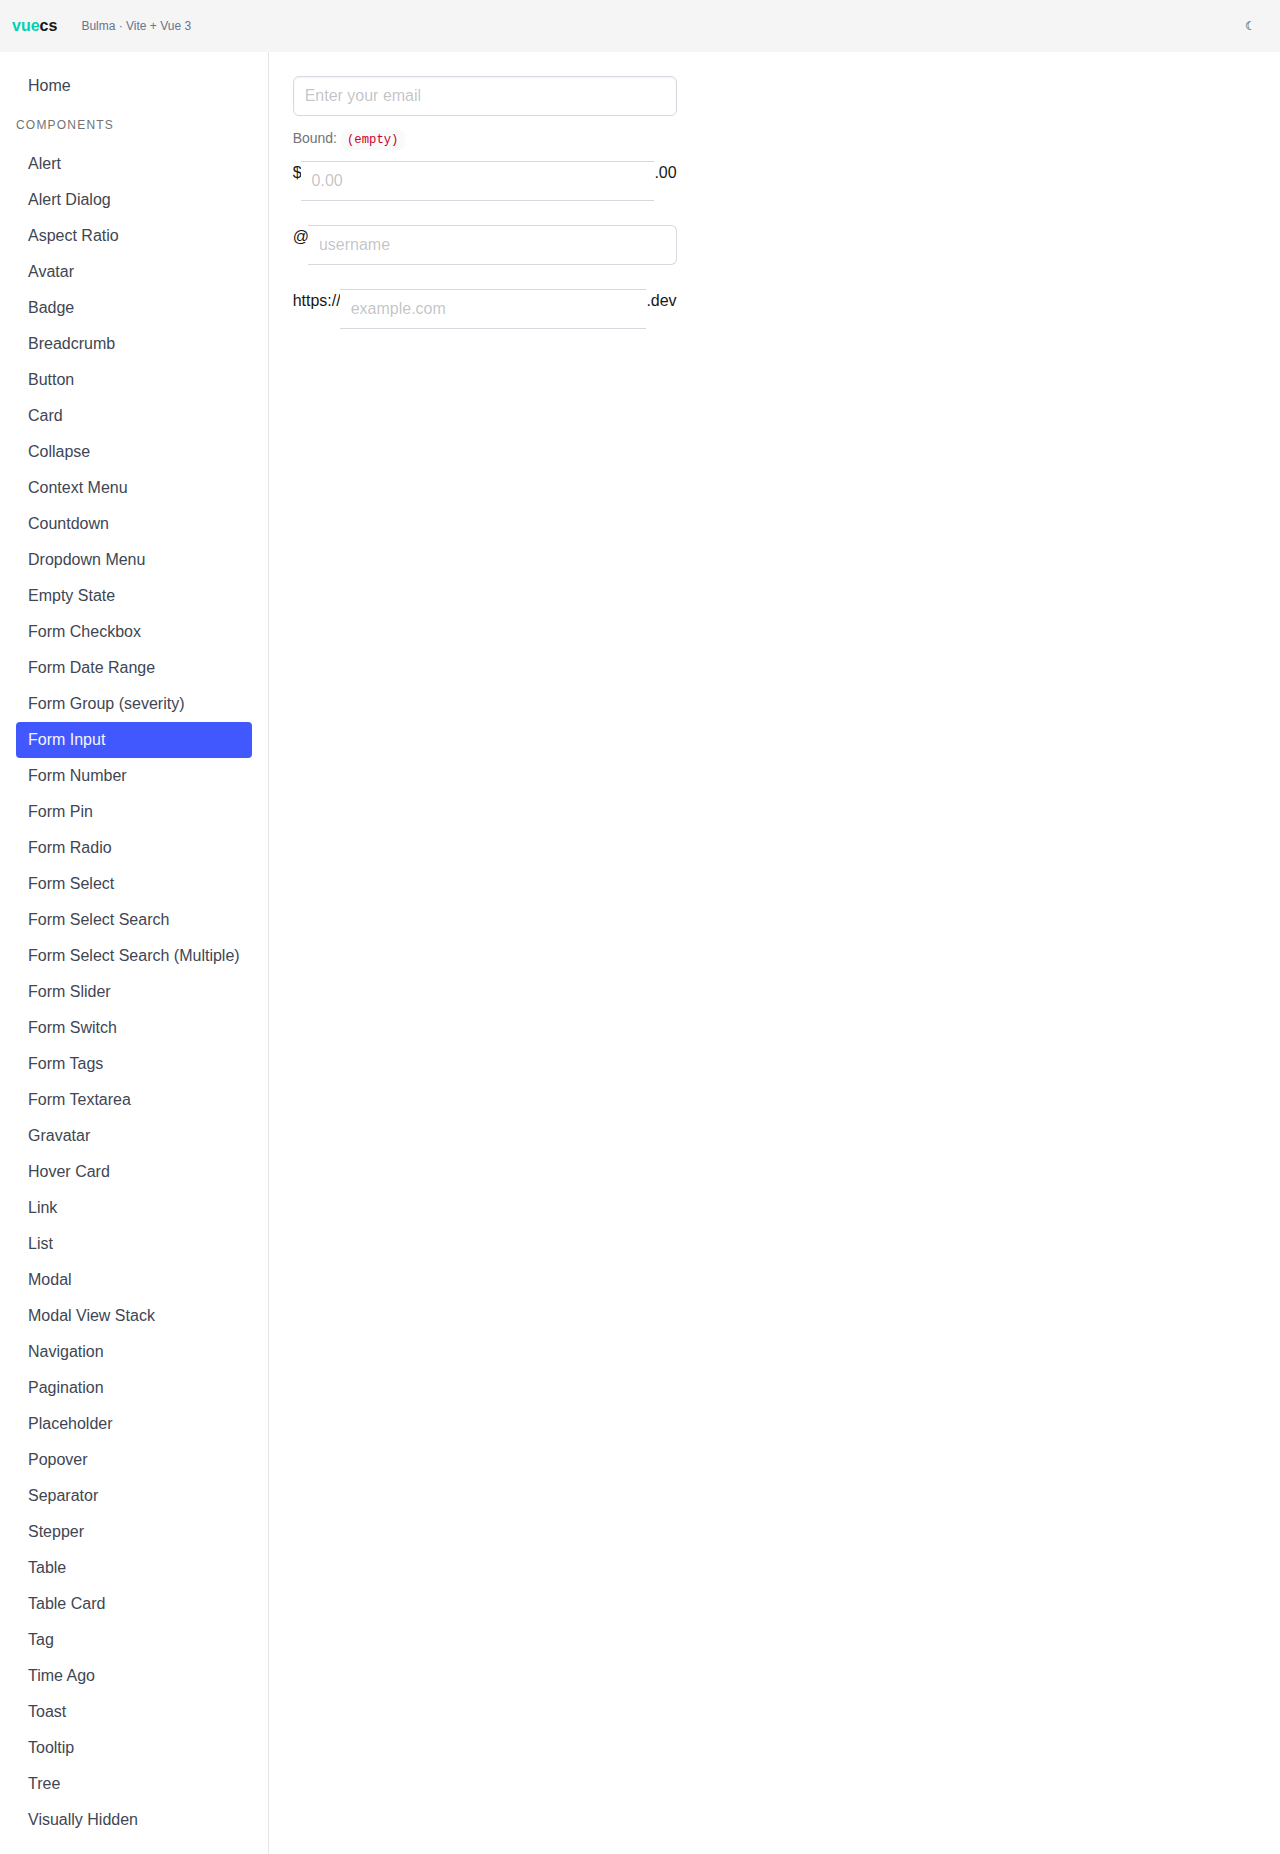 vuecs Bulma · Vite + Vue 3
Home
COMPONENTS
Alert
Alert Dialog
Aspect Ratio
Avatar
Badge
Breadcrumb
Button
Card
Collapse
Context Menu
Countdown
Dropdown Menu
Empty State
Form Checkbox
Form Date Range
Form Group (severity)
Form Input
Form Number
Form Pin
Form Radio
Form Select
Form Select Search
Form Select Search (Multiple)
Form Slider
Form Switch
Form Tags
Form Textarea
Gravatar
Hover Card
Link
List
Modal
Modal View Stack
Navigation
Pagination
Placeholder
Popover
Separator
Stepper
Table
Table Card
Tag
Time Ago
Toast
Tooltip
Tree
Visually Hidden
Enter your email
Bound: (empty)
$ 0.00 .00
@ username
https:// example.com .dev